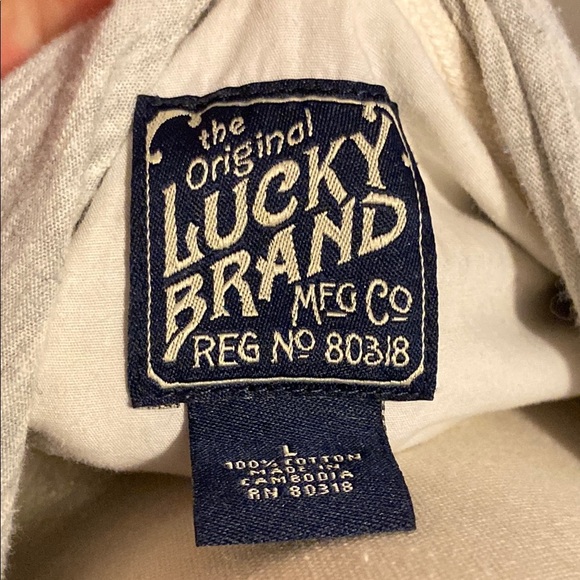 the
Original
LUCKY
BRAND
MFG CO
REG NO 80318
L
100% COTTON
MADE IN
CAMBODIA
RN 80318